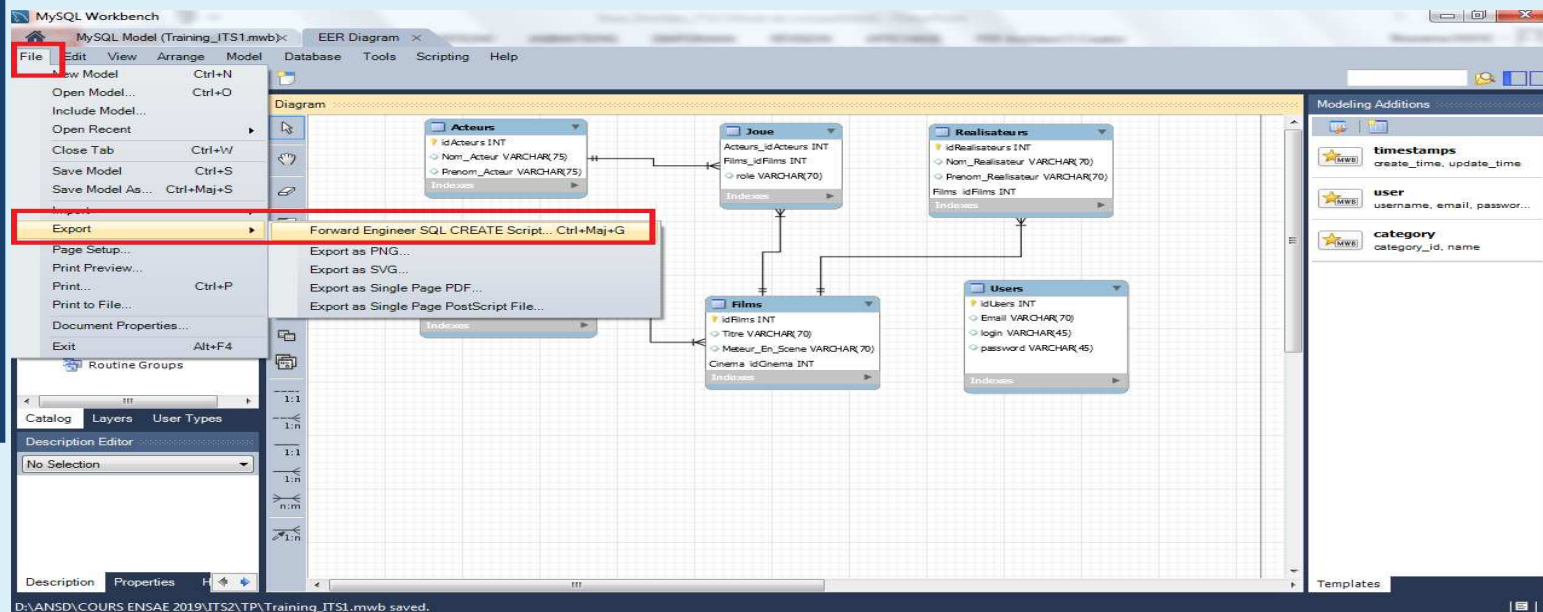 MySQL Workbench
MySQL Model (Training_ITS1.mwb)×
EER Diagram ×
File Edit View Arrange Model Database Tools Scripting Help
New Model Ctrl+N
Open Model... Ctrl+O
Include Model...
Open Recent
Close Tab Ctrl+W
Save Model Ctrl+S
Save Model As... Ctrl+Maj+S
Import
Export
Page Setup...
Print Preview...
Print... Ctrl+P
Print to File...
Document Properties...
Exit Alt+F4
Forward Engineer SQL CREATE Script... Ctrl+Maj+G
Export as PNG...
Export as SVG...
Export as Single Page PDF...
Export as Single Page PostScript File...
Routine Groups
Catalog Layers User Types
Description Editor
No Selection
Description Properties H
Diagram
1:1
1:n
1:1
1:n
n:m
1:n
Acteurs
idActeurs INT
Nom_Acteur VARCHAR(75)
Prenom_Acteur VARCHAR(75)
Indexes
Joue
Acteurs_idActeurs INT
Films_idFilms INT
role VARCHAR(70)
Indexes
Realisateurs
idRealisateurs INT
Nom_Realisateur VARCHAR(70)
Prenom_Realisateur VARCHAR(70)
Films_idFilms INT
Indexes
Indexes
Films
idFilms INT
Titre VARCHAR(70)
Meteur_En_Scene VARCHAR(70)
Cinema_idCinema INT
Indexes
Users
idUsers INT
Email VARCHAR(70)
login VARCHAR(45)
password VARCHAR(45)
Indexes
Modeling Additions
timestamps
create_time, update_time
user
username, email, passwor...
category
category_id, name
Templates
D:\ANSD\COURS ENSAE 2019\ITS2\TP\Training_ITS1.mwb saved.